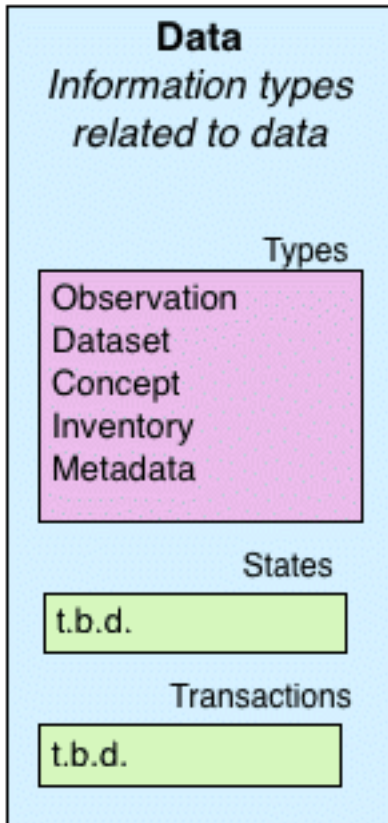 Data
Information types
related to data
Types
Observation
Dataset
Concept
Inventory
Metadata
States
t.b.d.
Transactions
t.b.d.